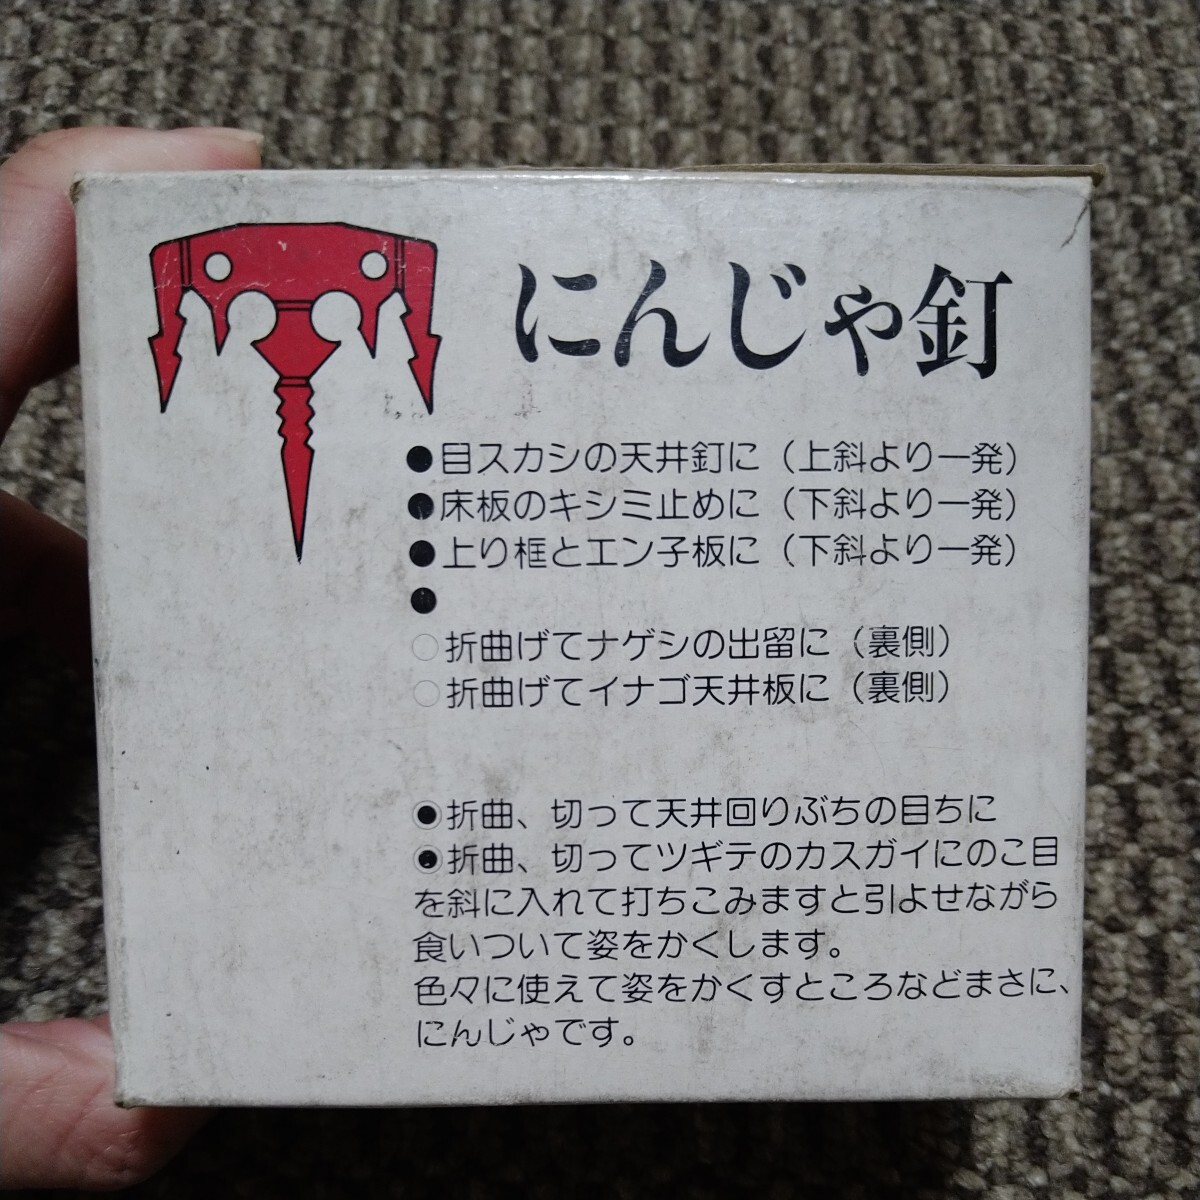 にんじゃ釘
●目スカシの天井釘に（上斜より一発）
●床板のキシミ止めに（下斜より一発）
●上り框とエン子板に（下斜より一発）
●
○折曲げてナゲシの出留に（裏側）
○折曲げてイナゴ天井板に（裏側）
◉折曲、切って天井回りぶちの目ちに
◉折曲、切ってツギテのカスガイにのこ目
を斜に入れて打ちこみますと引よせながら
食いついて姿をかくします。
色々に使えて姿をかくすところなどまさに、
にんじゃです。